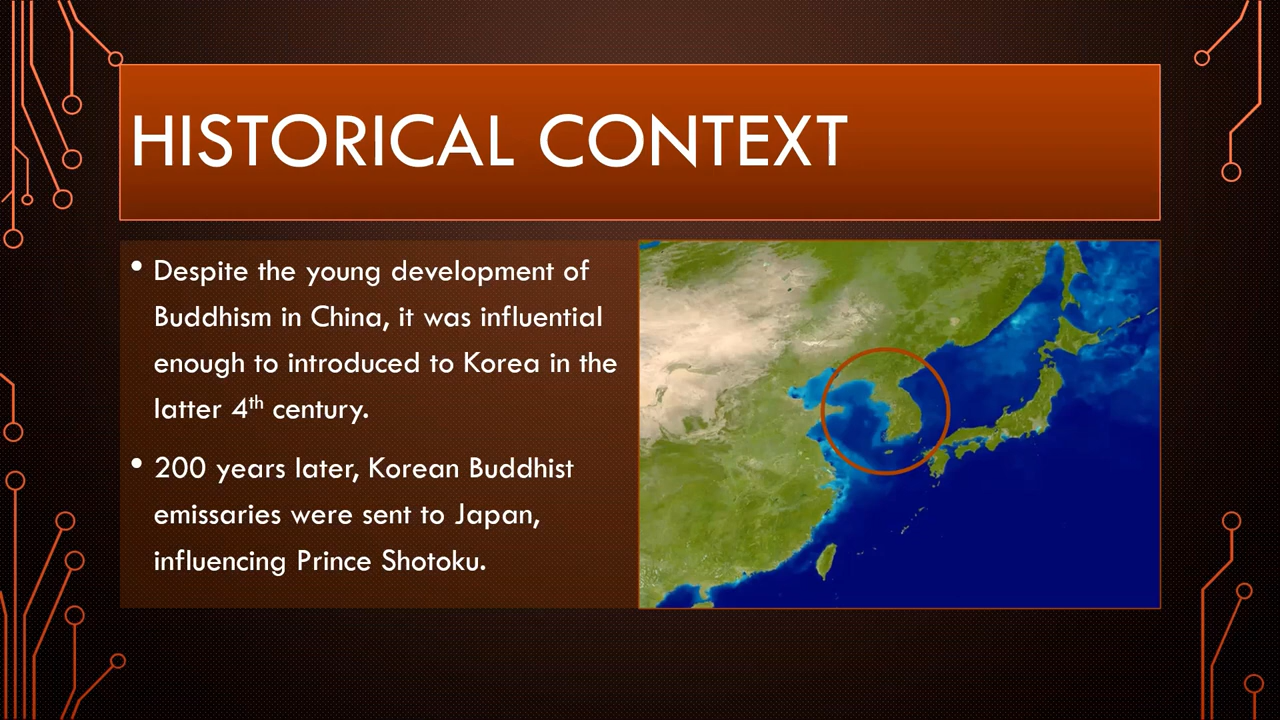 HISTORICAL CONTEXT
• Despite the young development of
Buddhism in China, it was influential
enough to introduced to Korea in the
latter 4th century.
• 200 years later, Korean Buddhist
emissaries were sent to Japan,
influencing Prince Shotoku.